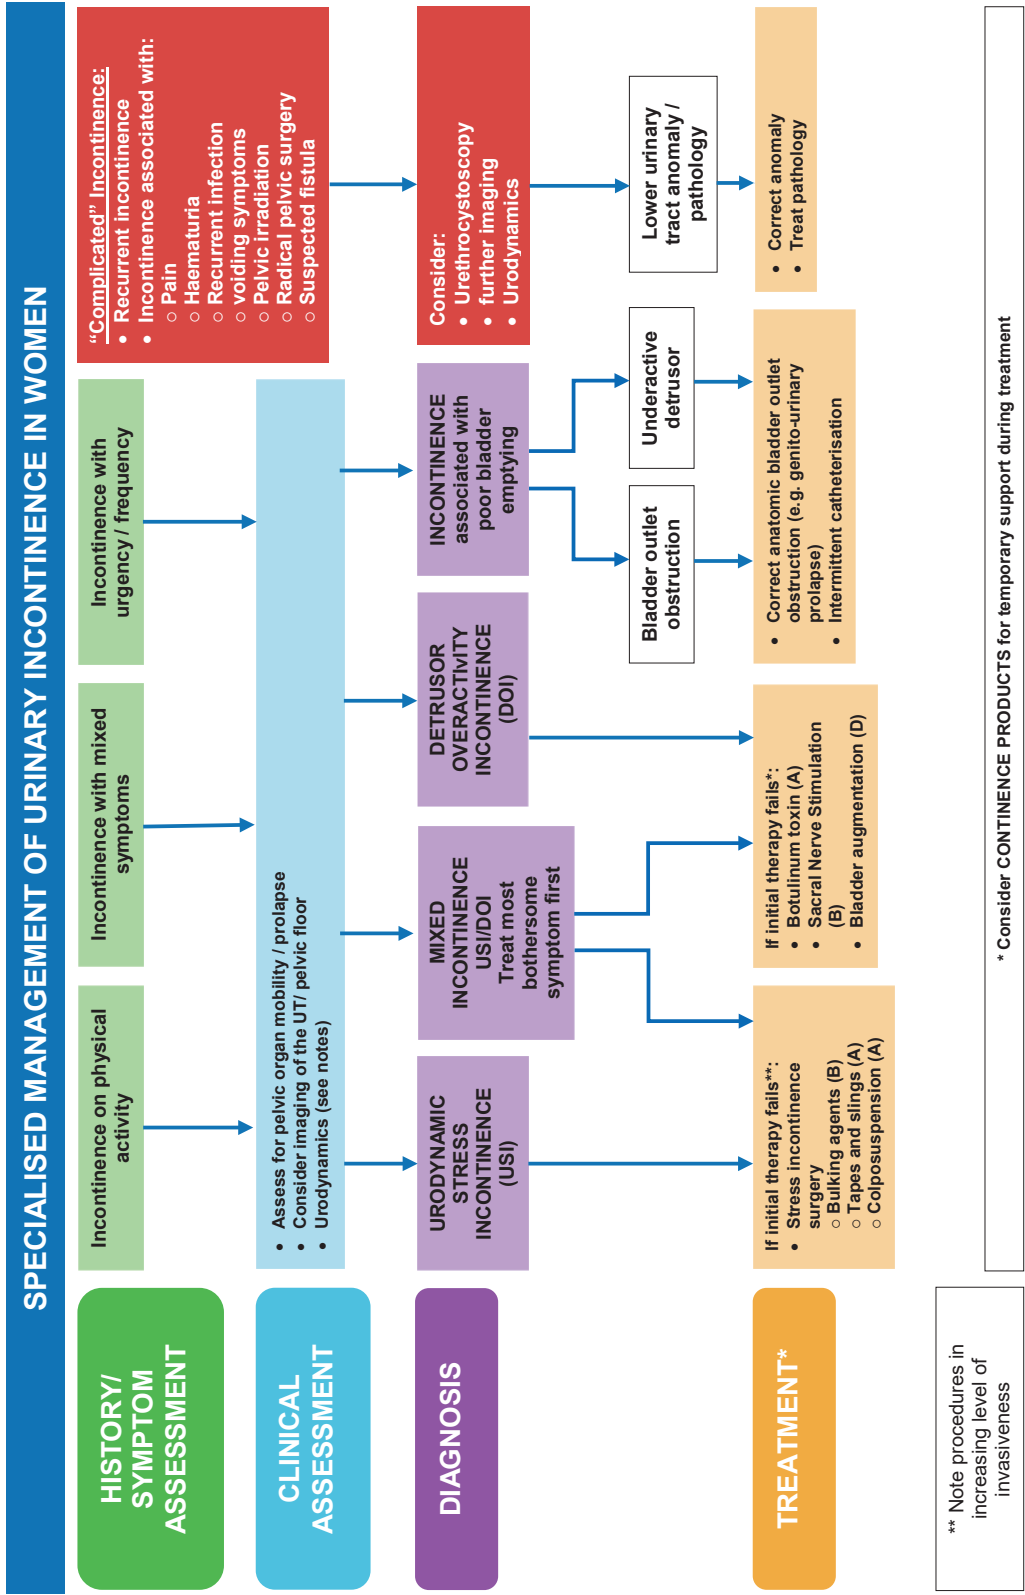 SPECIALISED MANAGEMENT OF URINARY INCONTINENCE IN WOMEN
HISTORY/
SYMPTOM
ASSESSMENT
Incontinence on physical
activity
Incontinence with mixed
symptoms
Incontinence with
urgency / frequency
“Complicated” Incontinence:
• Recurrent incontinence
• Incontinence associated with:
○ Pain
○ Haematuria
○ Recurrent infection
○ voiding symptoms
○ Pelvic irradiation
○ Radical pelvic surgery
○ Suspected fistula
CLINICAL
ASSESSMENT
• Assess for pelvic organ mobility / prolapse
• Consider imaging of the UT/ pelvic floor
• Urodynamics (see notes)
DIAGNOSIS
URODYNAMIC
STRESS
INCONTINENCE
(USI)
MIXED
INCONTINENCE
USI/DOI
Treat most
bothersome
symptom first
DETRUSOR
OVERACTIVITY
INCONTINENCE
(DOI)
INCONTINENCE
associated with
poor bladder
emptying
Consider:
• Urethrocystoscopy
• further imaging
• Urodynamics
Bladder outlet
obstruction
Underactive
detrusor
Lower urinary
tract anomaly /
pathology
TREATMENT*
If initial therapy fails**:
• Stress incontinence
surgery
○ Bulking agents (B)
○ Tapes and slings (A)
○ Colposuspension (A)
If initial therapy fails*:
• Botulinum toxin (A)
• Sacral Nerve Stimulation
(B)
• Bladder augmentation (D)
• Correct anatomic bladder outlet
obstruction (e.g. genito-urinary
prolapse)
• Intermittent catheterisation
• Correct anomaly
• Treat pathology
** Note procedures in
increasing level of
invasiveness
* Consider CONTINENCE PRODUCTS for temporary support during treatment